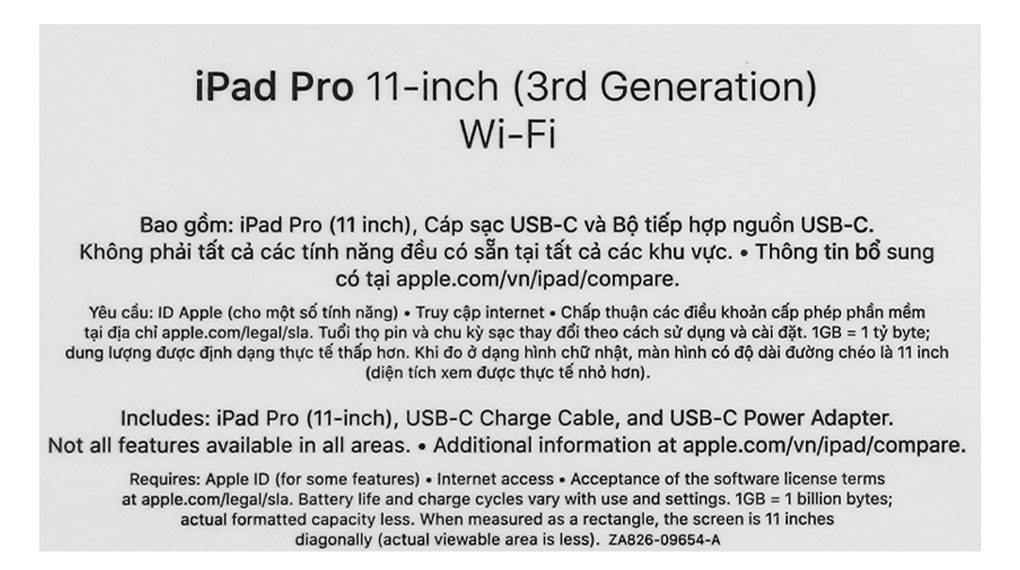 iPad Pro 11-inch (3rd Generation)
Wi-Fi
Bao gồm: iPad Pro (11 inch), Cáp sạc USB-C và Bộ tiếp hợp nguồn USB-C.
Không phải tất cả các tính năng đều có sẵn tại tất cả các khu vực. • Thông tin bổ sung
có tại apple.com/vn/ipad/compare.
Yêu cầu: ID Apple (cho một số tính năng) • Truy cập internet • Chấp thuận các điều khoản cấp phép phần mềm
tại địa chỉ apple.com/legal/sla. Tuổi thọ pin và chu kỳ sạc thay đổi theo cách sử dụng và cài đặt. 1GB = 1 tỷ byte;
dung lượng được định dạng thực tế thấp hơn. Khi đo ở dạng hình chữ nhật, màn hình có độ dài đường chéo là 11 inch
(diện tích xem được thực tế nhỏ hơn).
Includes: iPad Pro (11-inch), USB-C Charge Cable, and USB-C Power Adapter.
Not all features available in all areas. • Additional information at apple.com/vn/ipad/compare.
Requires: Apple ID (for some features) • Internet access • Acceptance of the software license terms
at apple.com/legal/sla. Battery life and charge cycles vary with use and settings. 1GB = 1 billion bytes;
actual formatted capacity less. When measured as a rectangle, the screen is 11 inches
diagonally (actual viewable area is less). ZA826-09654-A